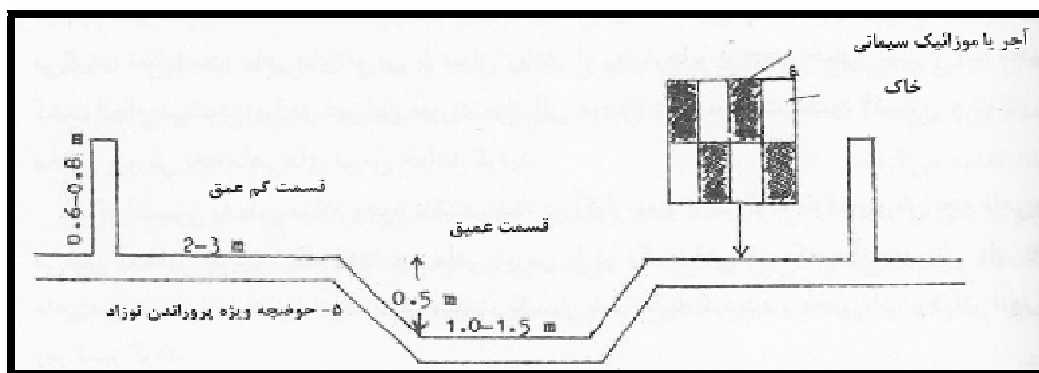 آجر یا موزائیک سیمانی
خاک
0.6-0.8 m
قسمت کم عمق
2-3 m
قسمت عمیق
0.5 m
1.0-1.5 m
۵- حوضچه ویژه پروراندن نوزاد